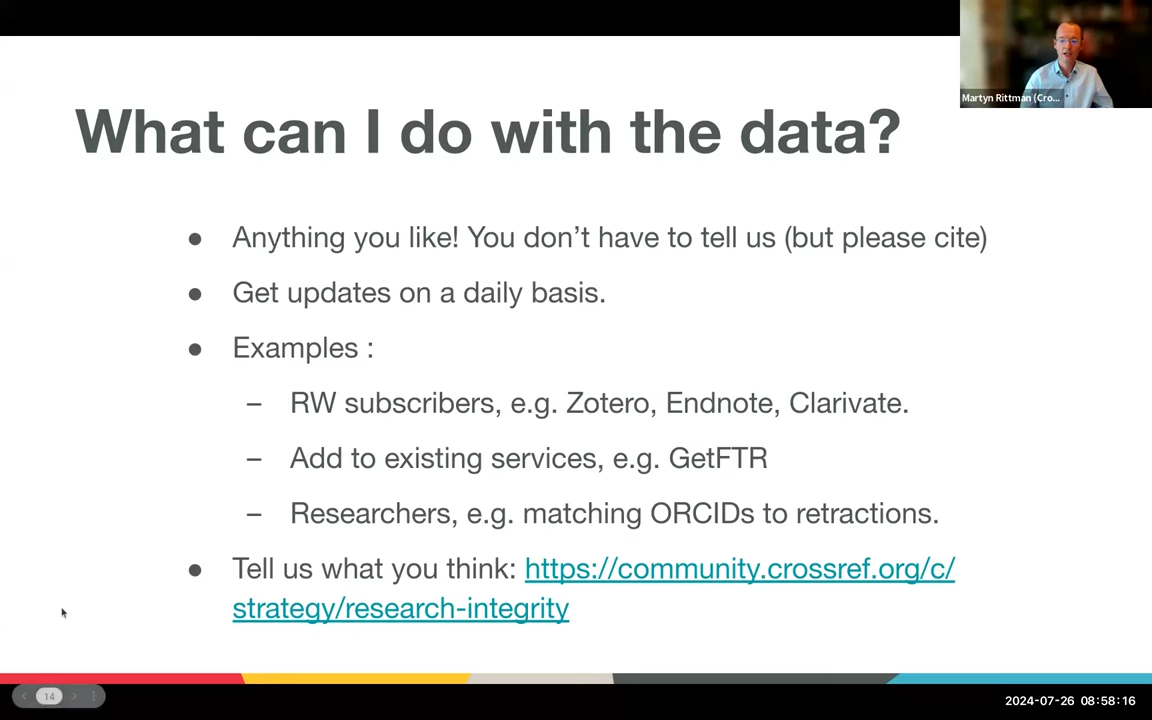 Martyn Rittman (Cro...
What can I do with the data?
● Anything you like! You don’t have to tell us (but please cite)
● Get updates on a daily basis.
● Examples :
– RW subscribers, e.g. Zotero, Endnote, Clarivate.
– Add to existing services, e.g. GetFTR
– Researchers, e.g. matching ORCIDs to retractions.
● Tell us what you think: https://community.crossref.org/c/
strategy/research-integrity
14
2024-07-26 08:58:16